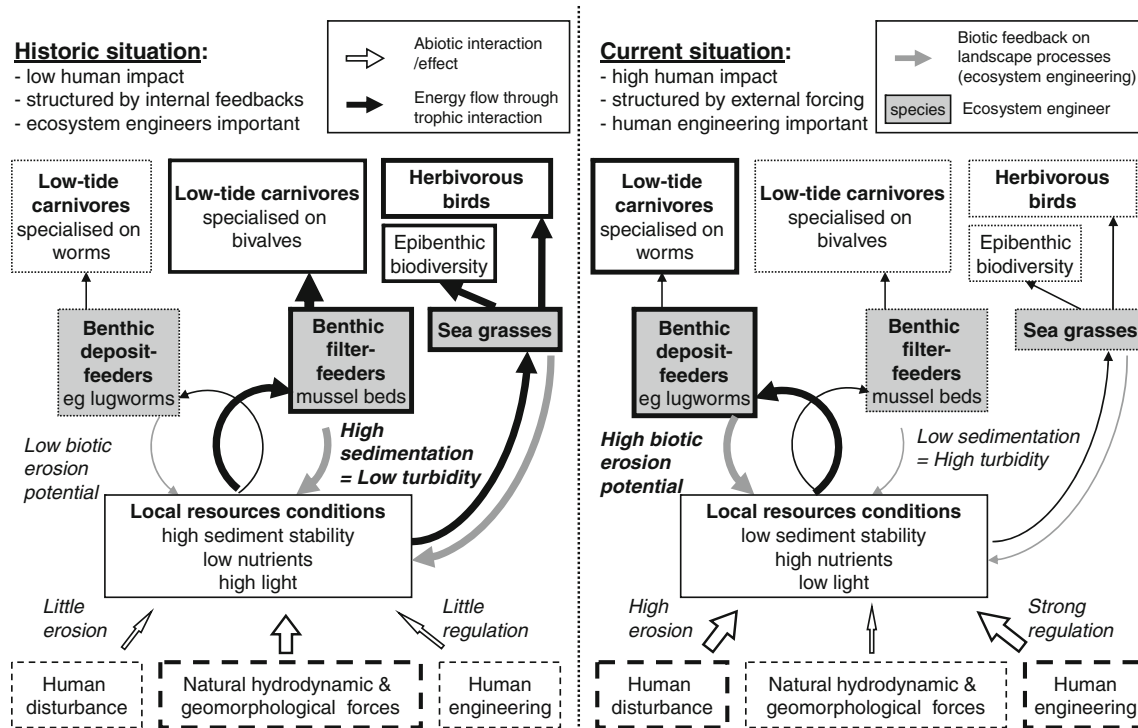 Historic situation:
- low human impact
- structured by internal feedbacks
- ecosystem engineers important
Abiotic interaction
/effect
Energy flow through
trophic interaction
Low-tide
carnivores
specialised on
worms
Low-tide carnivores
specialised on
bivalves
Herbivorous
birds
Epibenthic
biodiversity
Benthic
deposit-
feeders
eg lugworms
Benthic
filter-
feeders
mussel beds
Sea grasses
Low biotic
erosion
potential
High
sedimentation
= Low turbidity
Local resources conditions
high sediment stability
low nutrients
high light
Little
erosion
Little
regulation
Human
disturbance
Natural hydrodynamic &
geomorphological forces
Human
engineering
Current situation:
- high human impact
- structured by external forcing
- human engineering important
Biotic feedback on
landscape processes
(ecosystem engineering)
species
Ecosystem engineer
Low-tide
carnivores
specialised on
worms
Low-tide carnivores
specialised on
bivalves
Herbivorous
birds
Epibenthic
biodiversity
Benthic
deposit-
feeders
eg lugworms
Benthic
filter-
feeders
mussel beds
Sea grasses
High biotic
erosion
potential
Low sedimentation
= High turbidity
Local resources conditions
low sediment stability
high nutrients
low light
High
erosion
Strong
regulation
Human
disturbance
Natural hydrodynamic &
geomorphological forces
Human
engineering